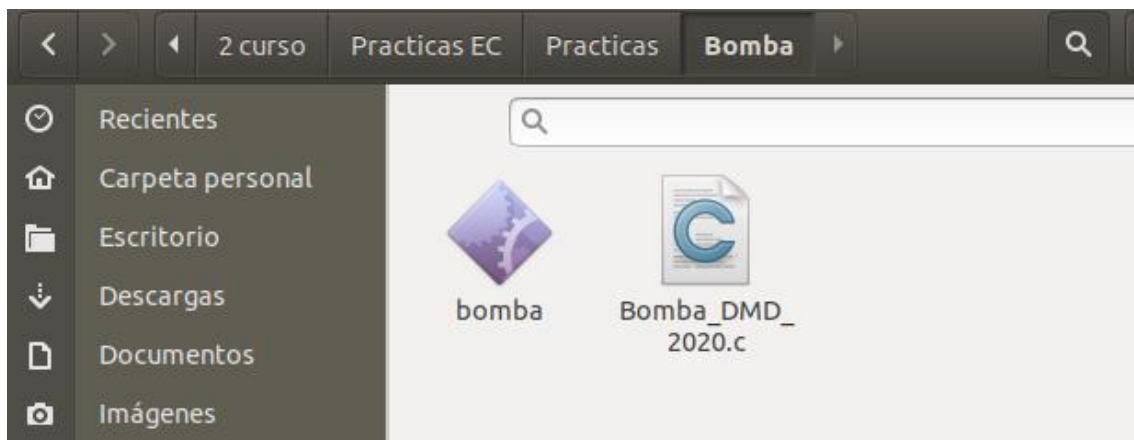 2 curso Practicas EC Practicas Bomba
Recientes
Carpeta personal
Escritorio
Descargas
Documentos
Imágenes
bomba
Bomba_DMD_
2020.c